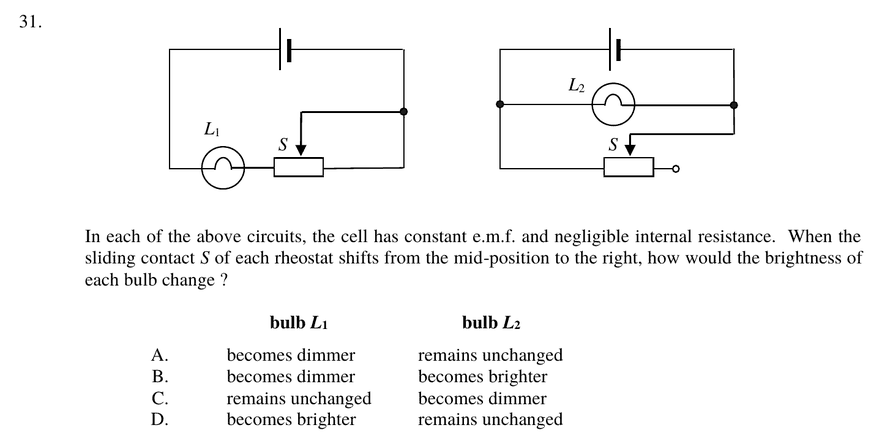 31.
L2
L1
S
S
In each of the above circuits, the cell has constant e.m.f. and negligible internal resistance. When the
sliding contact S of each rheostat shifts from the mid-position to the right, how would the brightness of
each bulb change ?
bulb L1 bulb L2
A. becomes dimmer remains unchanged
B. becomes dimmer becomes brighter
C. remains unchanged becomes dimmer
D. becomes brighter remains unchanged